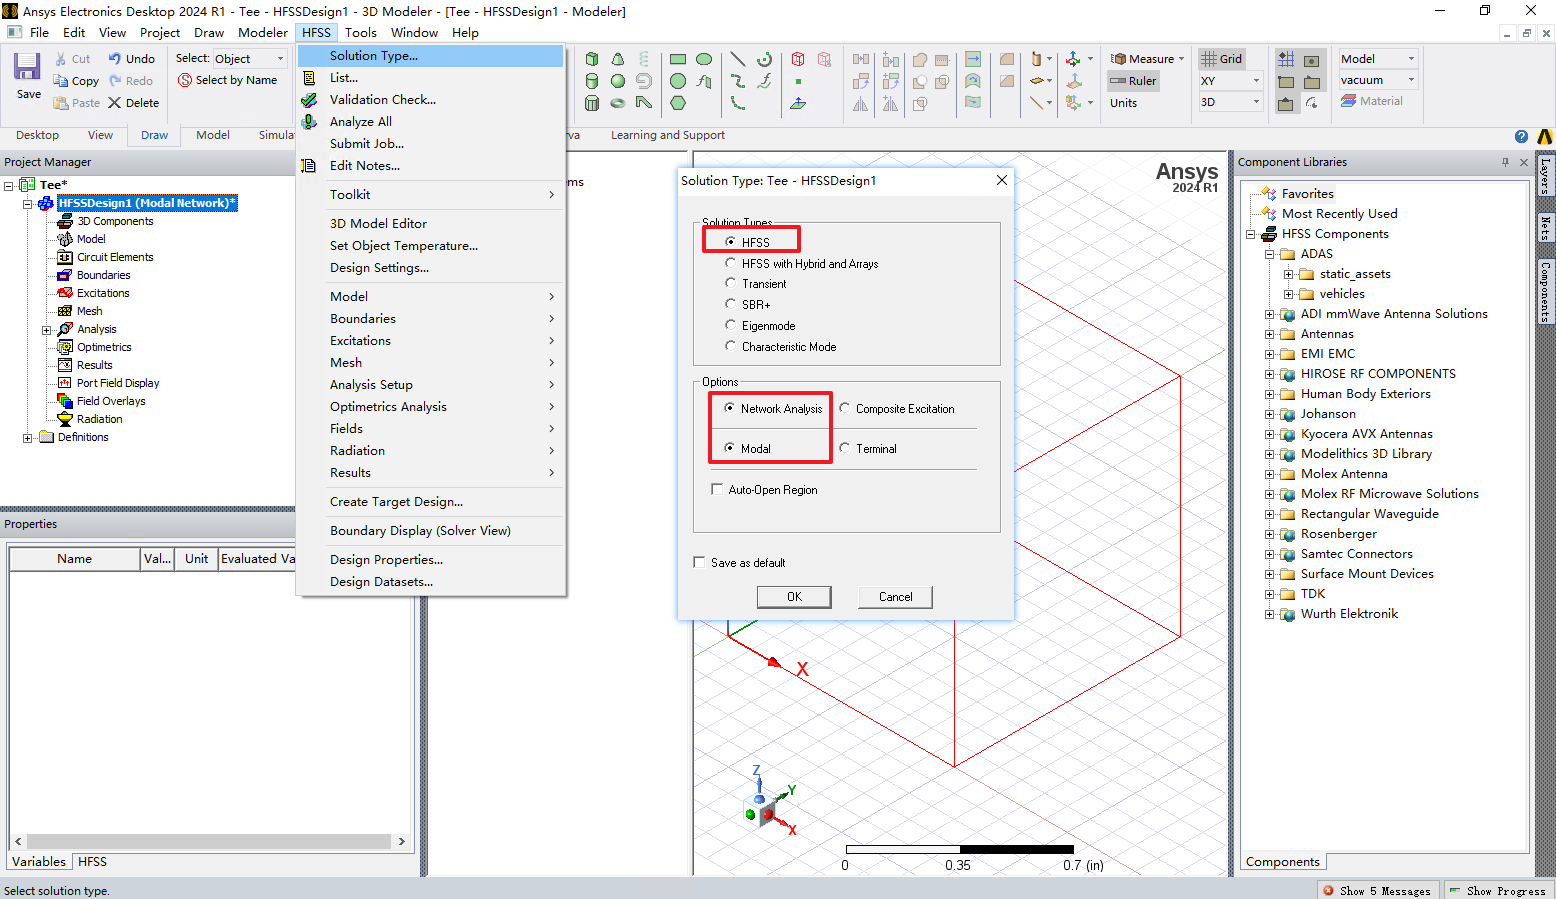 Ansys Electronics Desktop 2024 R1 - Tee - HFSSDesign1 - 3D Modeler - [Tee - HFSSDesign1 - Modeler]
File Edit View Project Draw Modeler HFSS Tools Window Help
Save
Cut
Copy
Paste
Undo
Redo
Delete
Select: Object
Select by Name
Measure
Ruler
Units
Grid
XY
3D
Model
vacuum
Material
Desktop View Draw Model Simula
va Learning and Support
Project Manager
Tee*
HFSSDesign1 (Modal Network)*
3D Components
Model
Circuit Elements
Boundaries
Excitations
Mesh
Analysis
Optimetrics
Results
Port Field Display
Field Overlays
Radiation
Definitions
Properties
Name Val... Unit Evaluated Va
Variables HFSS
Solution Type...
List...
Validation Check...
Analyze All
Submit Job...
Edit Notes...
Toolkit
3D Model Editor
Set Object Temperature...
Design Settings...
Model
Boundaries
Excitations
Mesh
Analysis Setup
Optimetrics Analysis
Fields
Radiation
Results
Create Target Design...
Boundary Display (Solver View)
Design Properties...
Design Datasets...
ms
Solution Type: Tee - HFSSDesign1
Solution Types
HFSS
HFSS with Hybrid and Arrays
Transient
SBR+
Eigenmode
Characteristic Mode
Options
Network Analysis Composite Excitation
Modal Terminal
Auto-Open Region
Save as default
OK Cancel
Ansys
2024 R1
X
Z
Y
X
0 0.35 0.7 (in)
Component Libraries
Favorites
Most Recently Used
HFSS Components
ADAS
static_assets
vehicles
ADI mmWave Antenna Solutions
Antennas
EMI EMC
HIROSE RF COMPONENTS
Human Body Exteriors
Johanson
Kyocera AVX Antennas
Modelithics 3D Library
Molex Antenna
Molex RF Microwave Solutions
Rectangular Waveguide
Rosenberger
Samtec Connectors
Surface Mount Devices
TDK
Wurth Elektronik
Components
Layers
Nets
Components
Select solution type.
Show 5 Messages
Show Progress